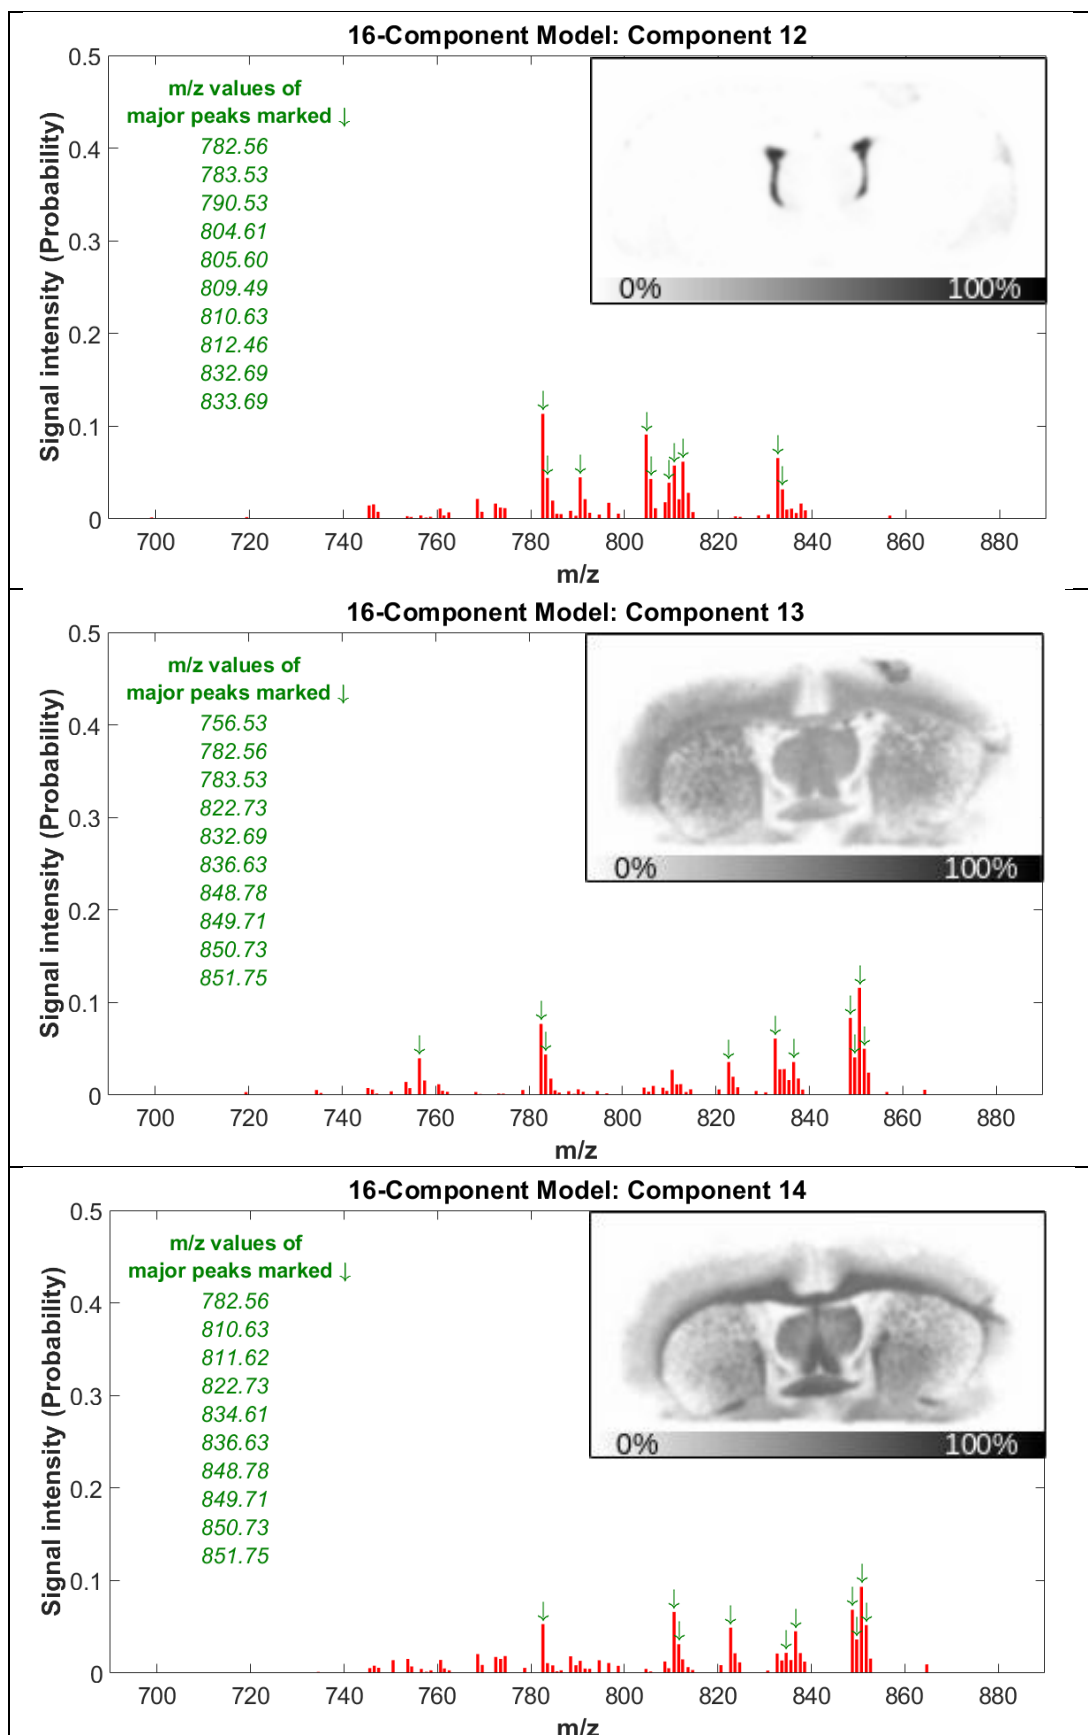 16-Component Model: Component 12
Signal intensity (Probability)
0.5
0.4
0.3
0.2
0.1
0
m/z values of
major peaks marked ↓
782.56
783.53
790.53
804.61
805.60
809.49
810.63
812.46
832.69
833.69
0% 100%
700 720 740 760 780 800 820 840 860 880
m/z
16-Component Model: Component 13
Signal intensity (Probability)
0.5
0.4
0.3
0.2
0.1
0
m/z values of
major peaks marked ↓
756.53
782.56
783.53
822.73
832.69
836.63
848.78
849.71
850.73
851.75
0% 100%
700 720 740 760 780 800 820 840 860 880
m/z
16-Component Model: Component 14
Signal intensity (Probability)
0.5
0.4
0.3
0.2
0.1
0
m/z values of
major peaks marked ↓
782.56
810.63
811.62
822.73
834.61
836.63
848.78
849.71
850.73
851.75
0% 100%
700 720 740 760 780 800 820 840 860 880
m/z